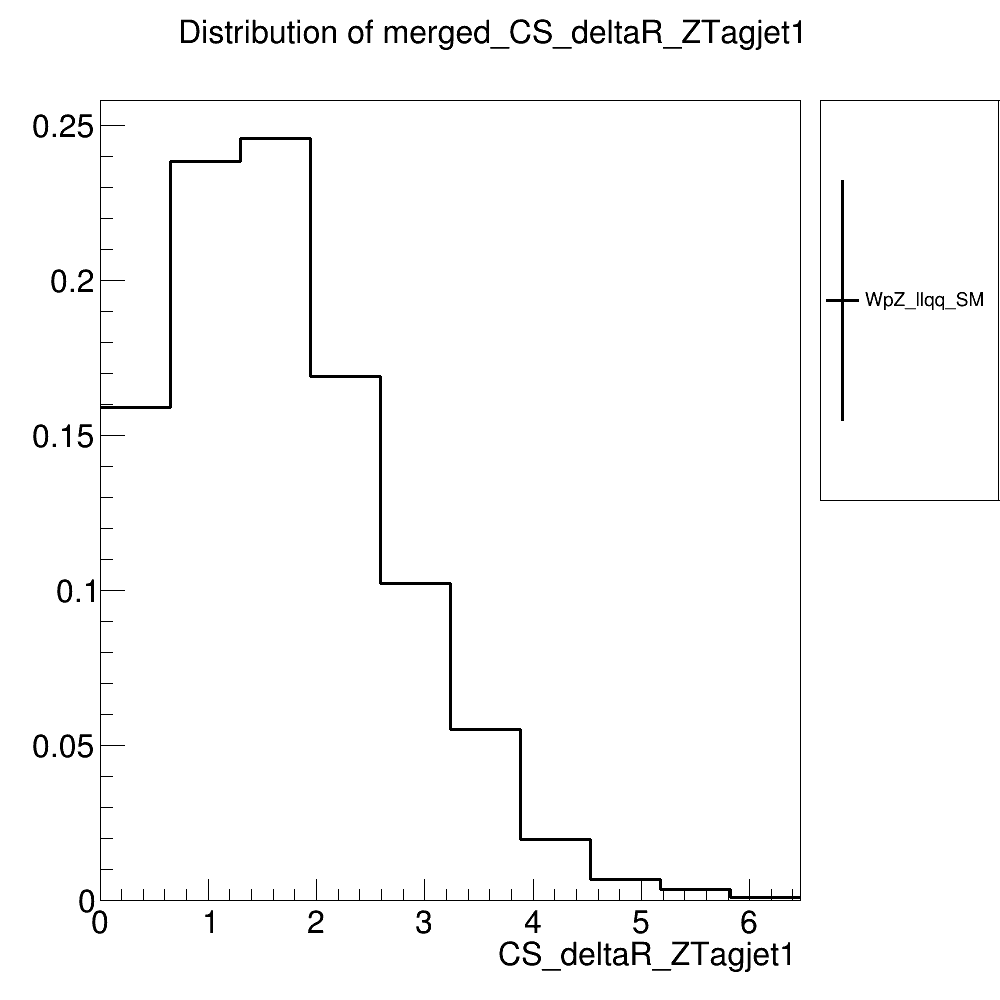 Distribution of merged_CS_deltaR_ZTagjet1
0.25
0.2
0.15
0.1
0.05
0
0 1 2 3 4 5 6
CS_deltaR_ZTagjet1
WpZ_llqq_SM